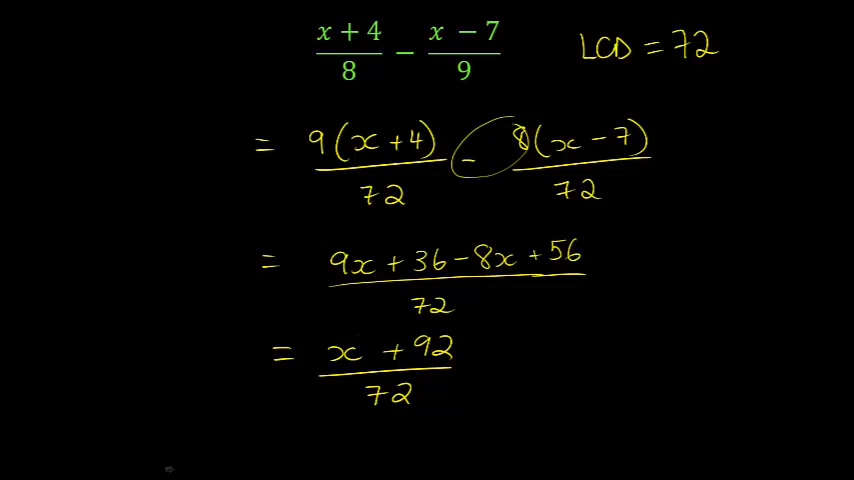 (x + 4)/8 − (x − 7)/9 LCD = 72
= 9(x + 4)/72 − 8(x − 7)/72
= (9x + 36 − 8x + 56)/72
= (x + 92)/72